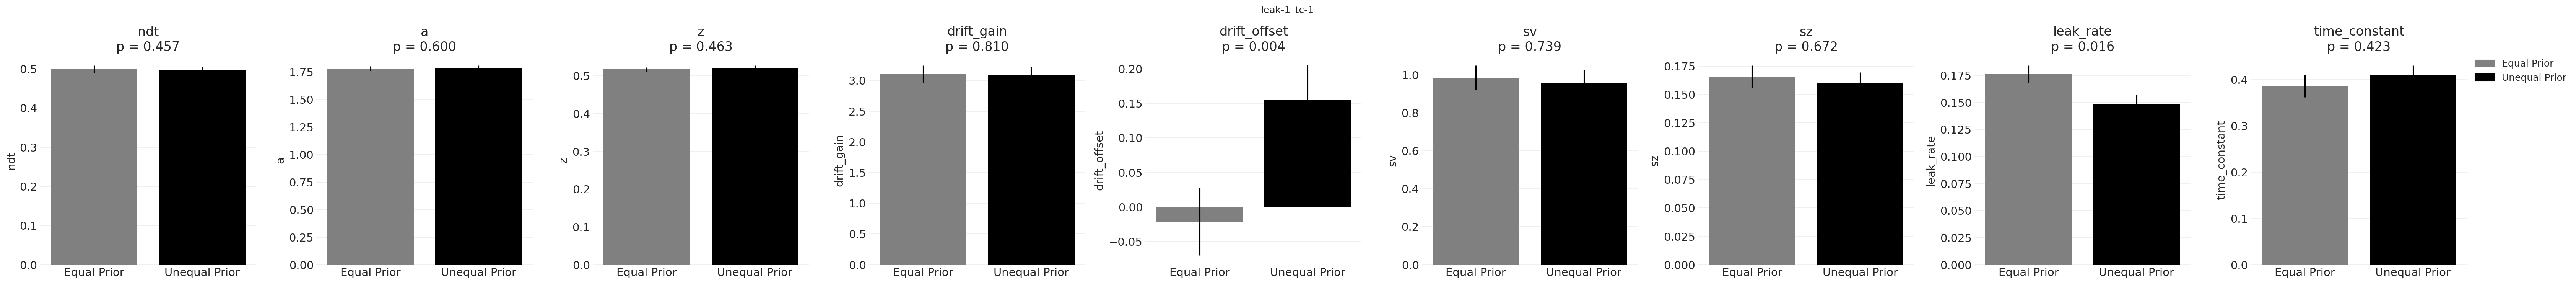 leak-1_tc-1
ndt
p = 0.457
0.5
0.4
0.3
0.2
0.1
0.0
ndt
Equal Prior
Unequal Prior
a
p = 0.600
1.75
1.50
1.25
1.00
0.75
0.50
0.25
0.00
a
Equal Prior
Unequal Prior
z
p = 0.463
0.5
0.4
0.3
0.2
0.1
0.0
z
Equal Prior
Unequal Prior
drift_gain
p = 0.810
3.0
2.5
2.0
1.5
1.0
0.5
0.0
drift_gain
Equal Prior
Unequal Prior
drift_offset
p = 0.004
0.20
0.15
0.10
0.05
0.00
−0.05
drift_offset
Equal Prior
Unequal Prior
sv
p = 0.739
1.0
0.8
0.6
0.4
0.2
0.0
sv
Equal Prior
Unequal Prior
sz
p = 0.672
0.175
0.150
0.125
0.100
0.075
0.050
0.025
0.000
sz
Equal Prior
Unequal Prior
leak_rate
p = 0.016
0.175
0.150
0.125
0.100
0.075
0.050
0.025
0.000
leak_rate
Equal Prior
Unequal Prior
time_constant
p = 0.423
0.4
0.3
0.2
0.1
0.0
time_constant
Equal Prior
Unequal Prior
Equal Prior
Unequal Prior